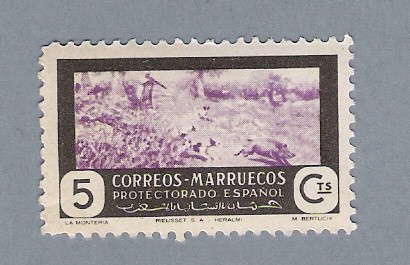 CORREOS-MARRUECOS
PROTECTORADO ESPAÑOL
5 CTS
LA MONTERIA RIEUSSET S.A.-HERALMI M. BERTUCHI